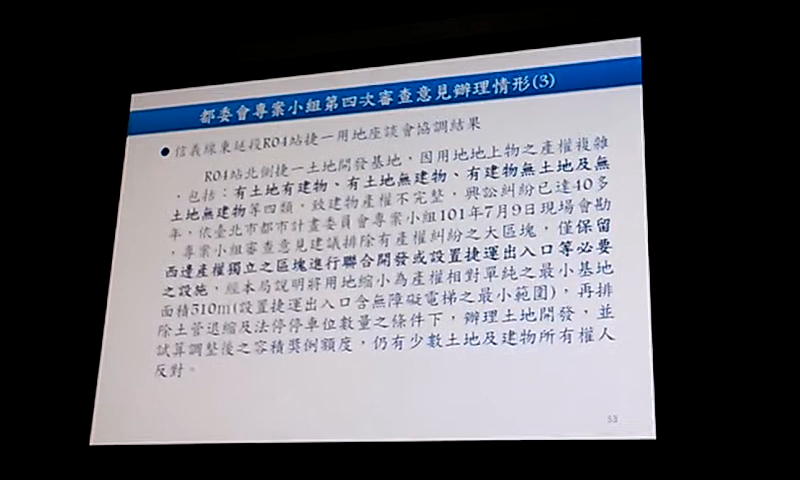 都委會專案小組第四次審查意見辦理情形(3)
●信義線東延段R04站捷一用地座談會協調結果
R04站北側捷一土地開發基地，因用地地上物之產權複雜
，包括：有土地有建物、有土地無建物、有建物無土地及無
土地無建物等四類，致建物產權不完整，興訟糾紛已達40多
年，依臺北市都市計畫委員會專案小組101年7月9日現場會勘
，專案小組審查意見建議排除有產權糾紛之大區塊，僅保留
西邊產權獨立之區塊進行聯合開發或設置捷運出入口等必要
之設施，經本局說明將用地縮小為產權相對單純之最小基地
面積510㎡(設置捷運出入口含無障礙電梯之最小範圍)，再排
除土管退縮及法停停車位數量之條件下，辦理土地開發，並
試算調整後之容積獎例額度，仍有少數土地及建物所有權人
反對。
53